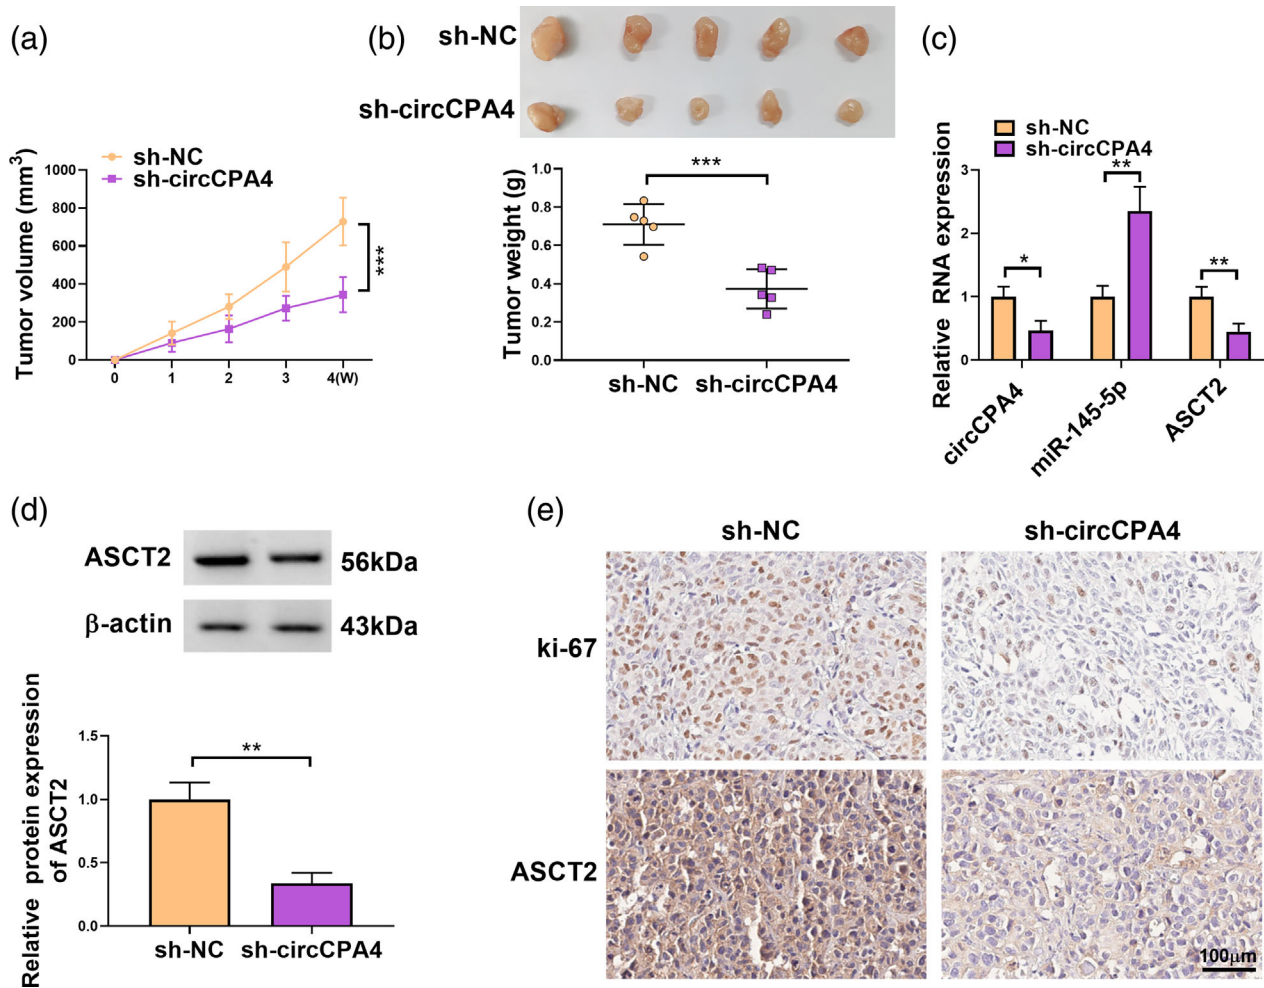 (a)
sh-NC
sh-circCPA4
Tumor volume (mm³)
1000
800
600
400
200
0
0 1 2 3 4(W)
***
(b)
sh-NC
sh-circCPA4
Tumor weight (g)
1.0
0.8
0.6
0.4
0.2
0.0
***
sh-NC sh-circCPA4
(c)
sh-NC
sh-circCPA4
Relative RNA expression
3
2
1
0
*
**
**
circCPA4
miR-145-5p
ASCT2
(d)
ASCT2 56kDa
β-actin 43kDa
Relative protein expression
of ASCT2
1.5
1.0
0.5
0.0
**
sh-NC sh-circCPA4
(e)
sh-NC sh-circCPA4
ki-67
ASCT2
100μm